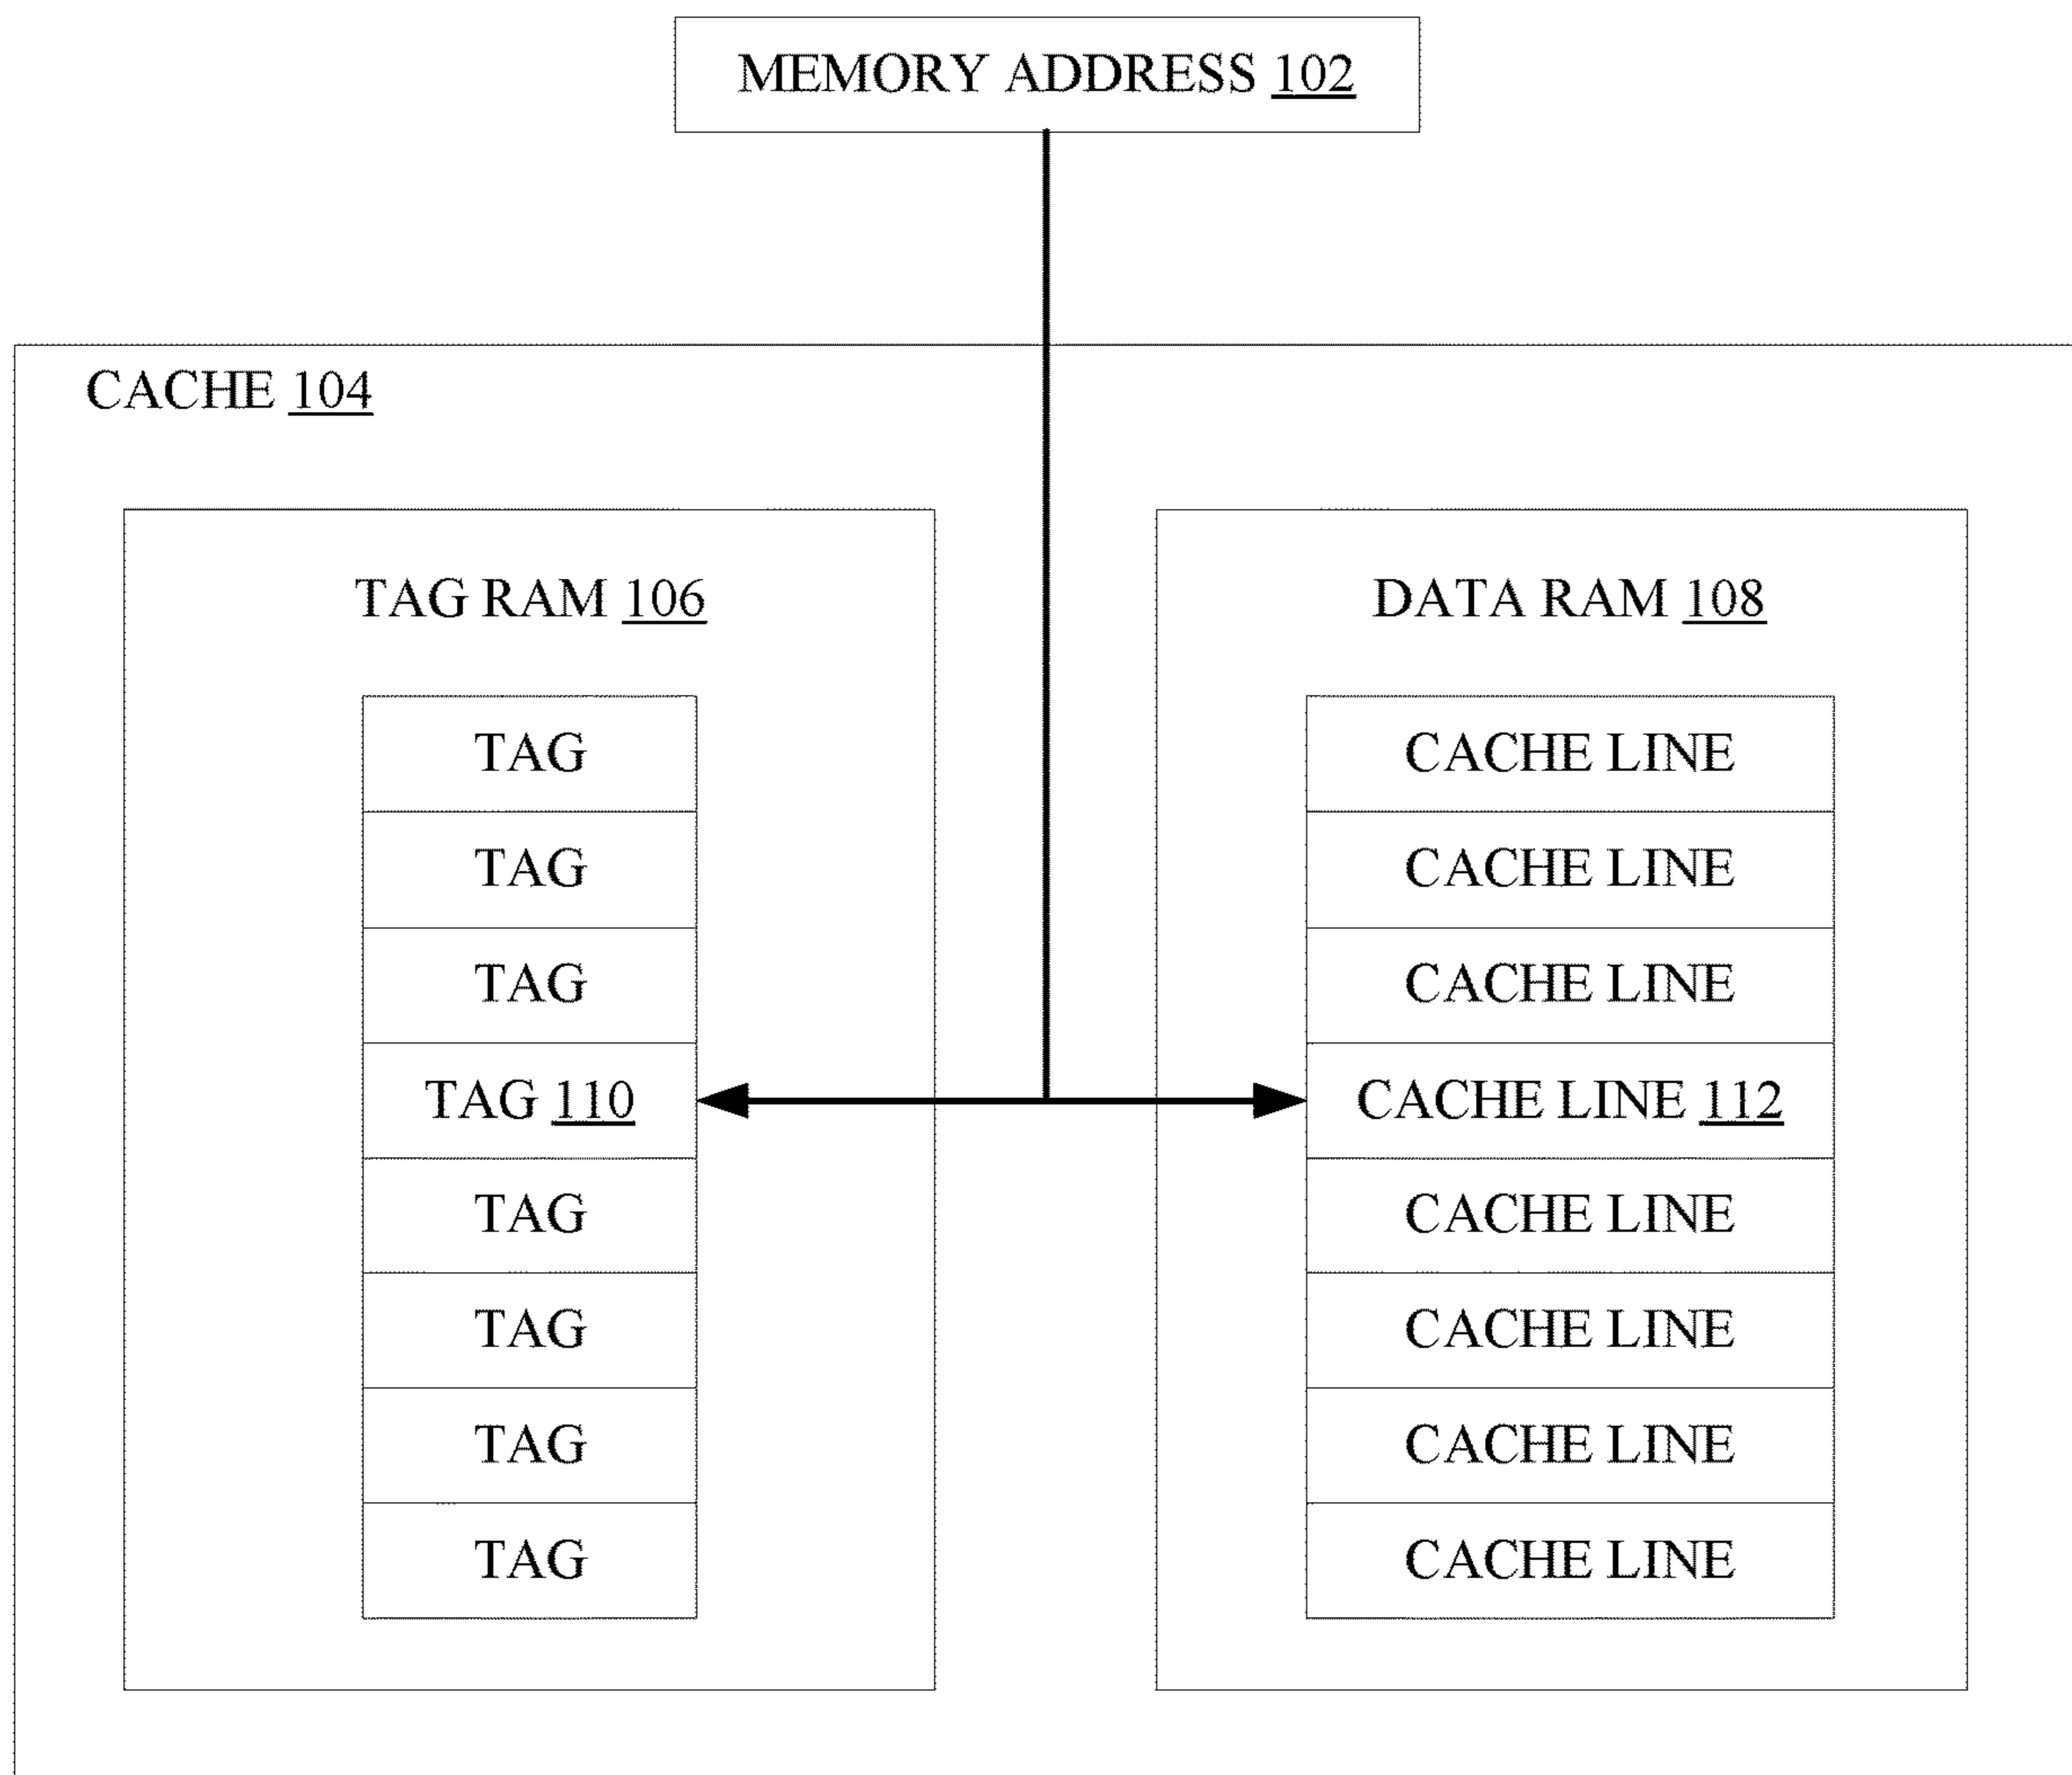 MEMORY ADDRESS 102
CACHE 104
TAG RAM 106
TAG
TAG
TAG
TAG 110
TAG
TAG
TAG
TAG
DATA RAM 108
CACHE LINE
CACHE LINE
CACHE LINE
CACHE LINE 112
CACHE LINE
CACHE LINE
CACHE LINE
CACHE LINE